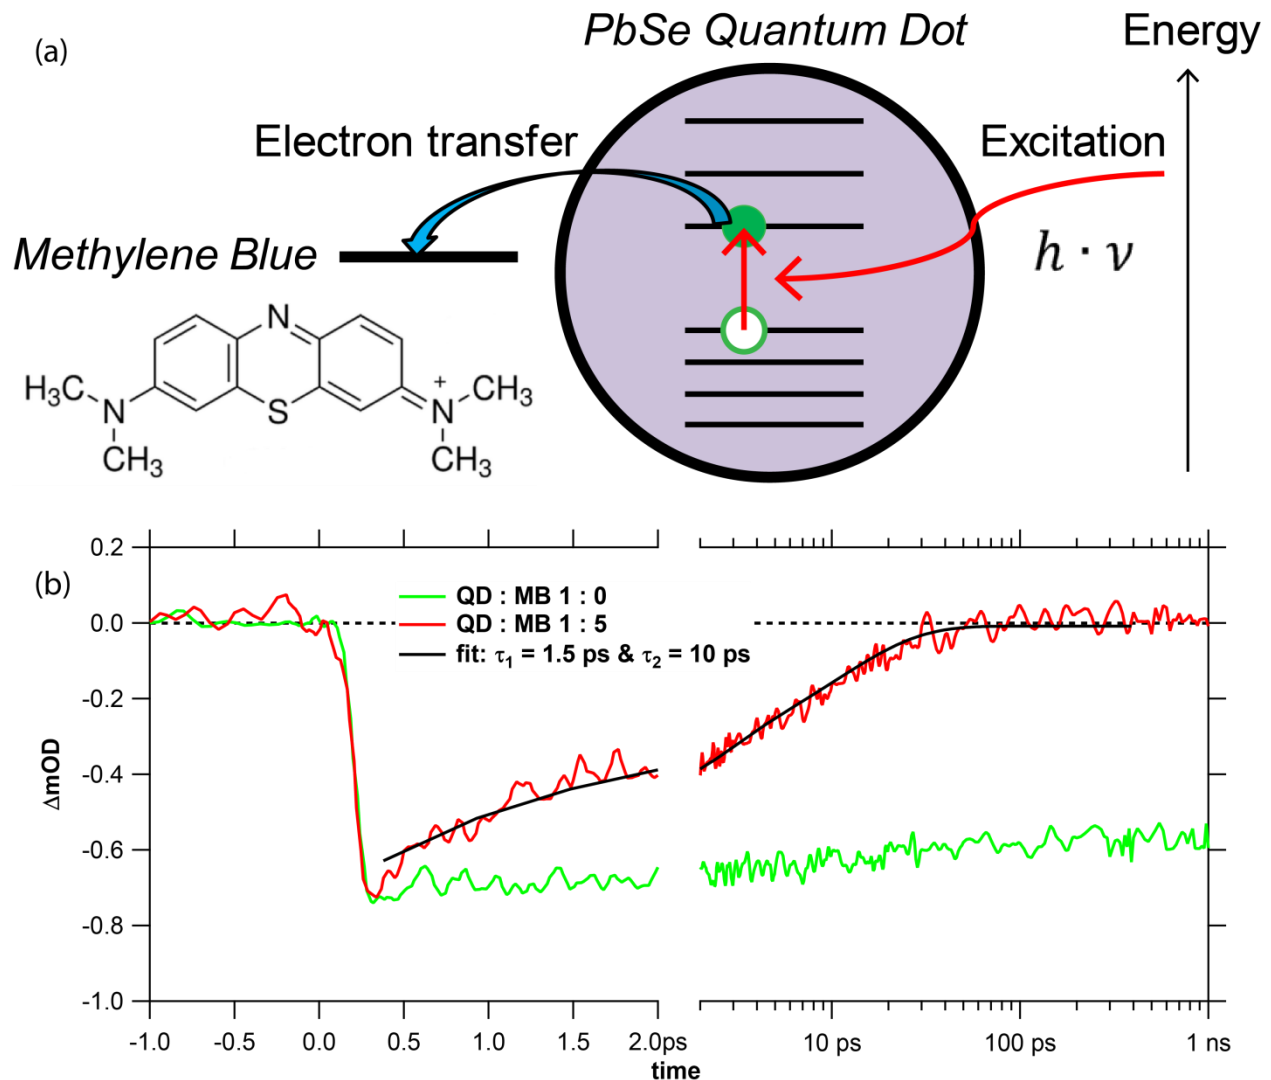 (a)
PbSe Quantum Dot
Energy
Electron transfer
Excitation
Methylene Blue
h · ν
N
H₃C
CH₃
N
S
+
N
CH₃
CH₃
(b)
QD : MB 1 : 0
QD : MB 1 : 5
fit: τ₁ = 1.5 ps & τ₂ = 10 ps
ΔmOD
0.2
0.0
-0.2
-0.4
-0.6
-0.8
-1.0
-1.0 -0.5 0.0 0.5 1.0 1.5 2.0ps 10 ps 100 ps 1 ns
time